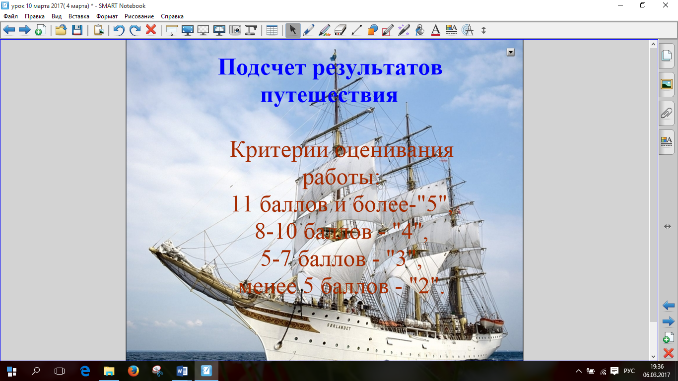 урок 10 марта 2017( 4 марта) * - SMART Notebook
Файл Правка Вид Вставка Формат Рисование Справка
Подсчет результатов
путешествия
Критерии оценивания
работы:
11 баллов и более-"5",
8-10 баллов - "4",
5-7 баллов - "3",
менее 5 баллов - "2".
РУС
19:36
06.03.2017